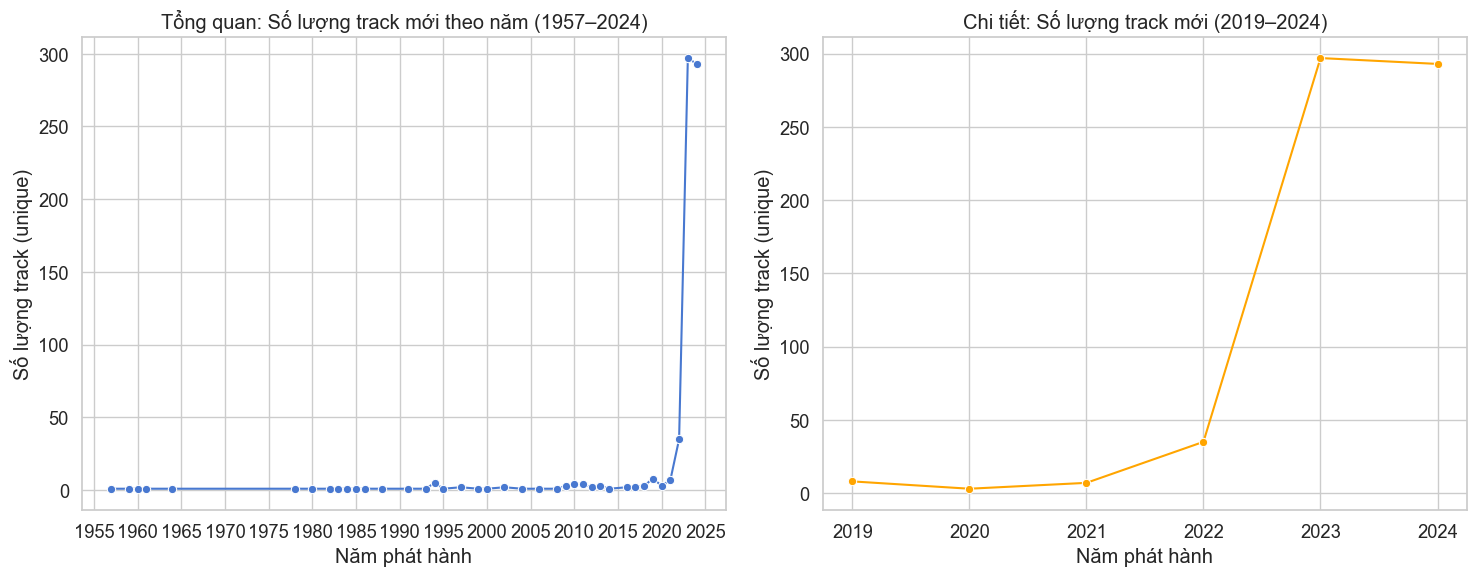 Tổng quan: Số lượng track mới theo năm (1957–2024)
Số lượng track (unique)
300
250
200
150
100
50
0
1955 1960 1965 1970 1975 1980 1985 1990 1995 2000 2005 2010 2015 2020 2025
Năm phát hành
Chi tiết: Số lượng track mới (2019–2024)
Số lượng track (unique)
300
250
200
150
100
50
0
2019 2020 2021 2022 2023 2024
Năm phát hành